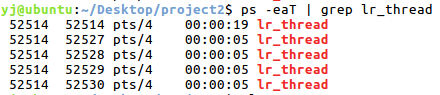 yj@ubuntu:~/Desktop/project2$ ps -eaT | grep lr_thread
52514 52514 pts/4 00:00:19 lr_thread
52514 52527 pts/4 00:00:05 lr_thread
52514 52528 pts/4 00:00:05 lr_thread
52514 52529 pts/4 00:00:05 lr_thread
52514 52530 pts/4 00:00:05 lr_thread